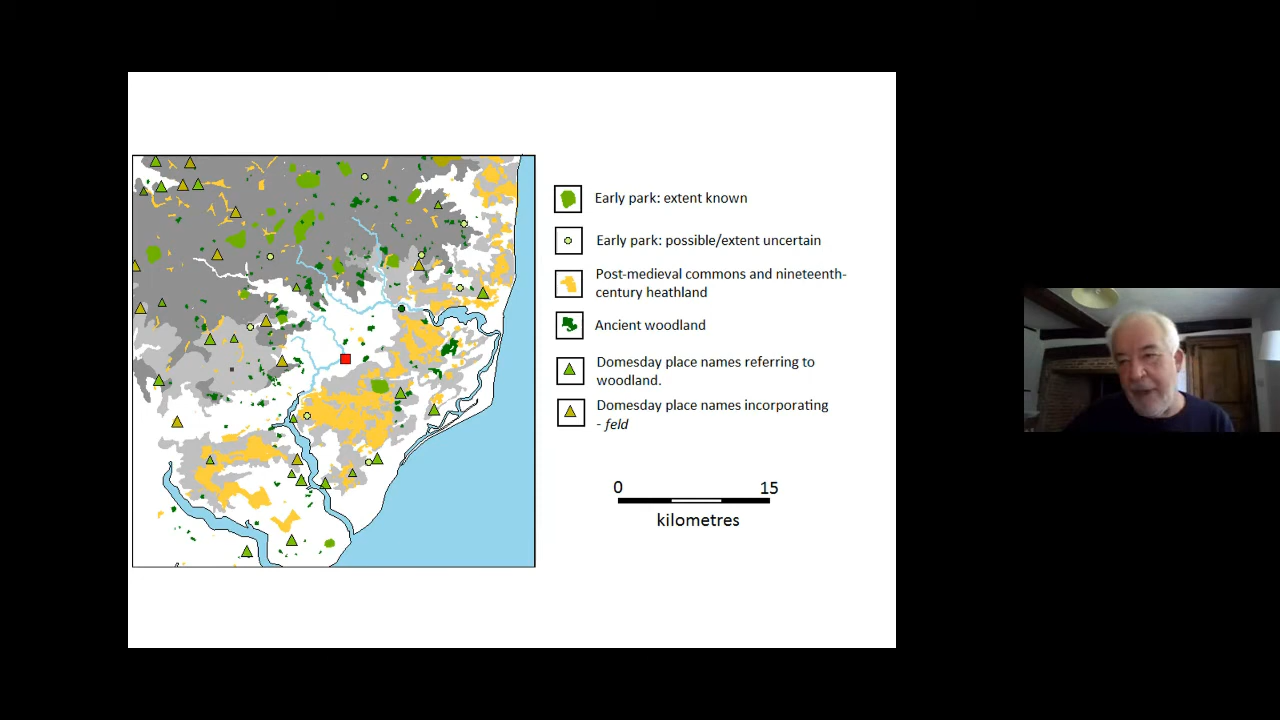 Early park: extent known
Early park: possible/extent uncertain
Post-medieval commons and nineteenth-
century heathland
Ancient woodland
Domesday place names referring to
woodland.
Domesday place names incorporating
- feld
0 15
kilometres